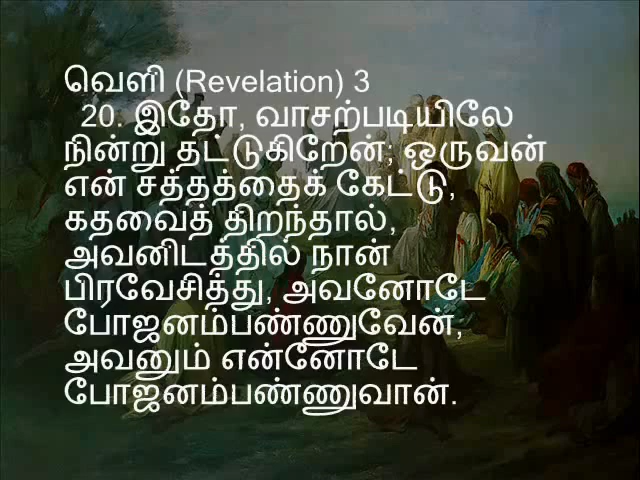 வெளி (Revelation) 3
20. இதோ, வாசற்படியிலே
நின்று தட்டுகிறேன்; ஒருவன்
என் சத்தத்தைக் கேட்டு,
கதவைத் திறந்தால்,
அவனிடத்தில் நான்
பிரவேசித்து, அவனோடே
போஜனம்பண்ணுவேன்,
அவனும் என்னோடே
போஜனம்பண்ணுவான்.